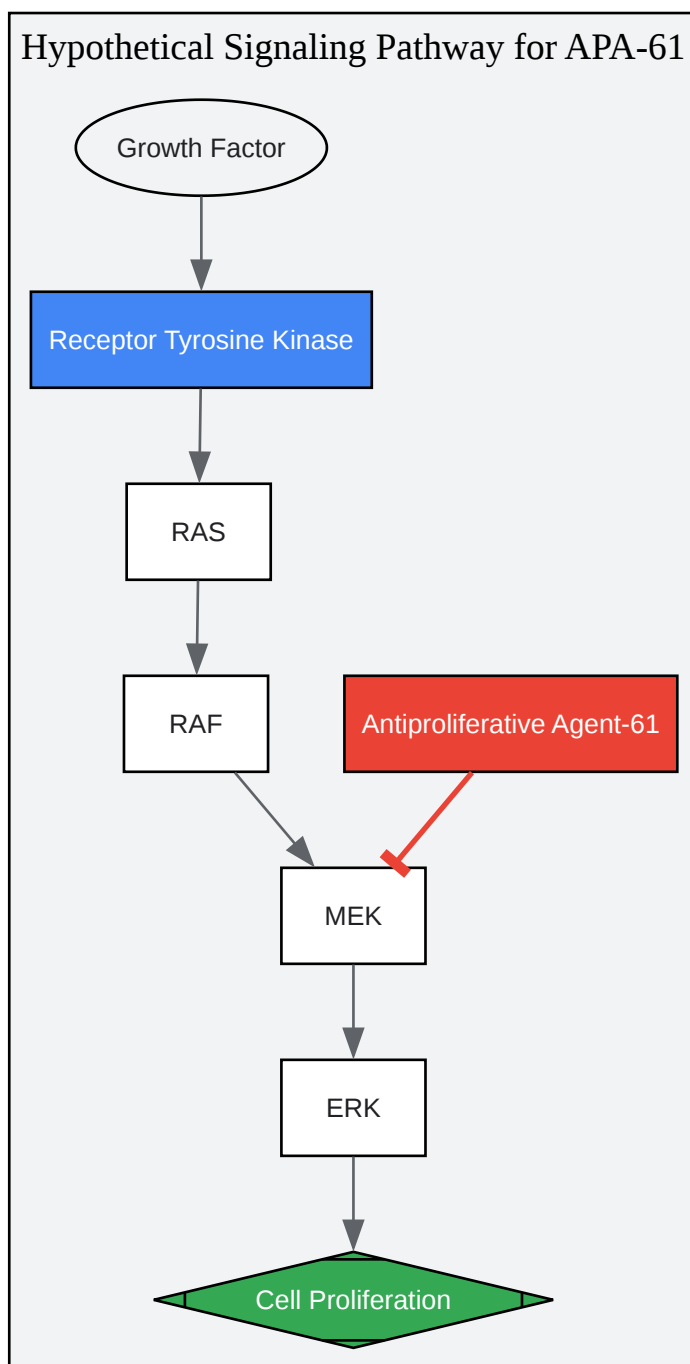 Hypothetical Signaling Pathway for APA-61
Growth Factor
Receptor Tyrosine Kinase
RAS
RAF
Antiproliferative Agent-61
MEK
ERK
Cell Proliferation